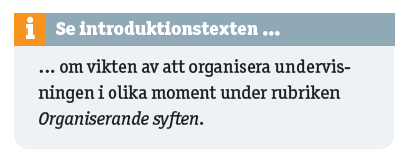 i Se introduktionstexten ...
... om vikten av att organisera undervis-
ningen i olika moment under rubriken
Organiserande syften.